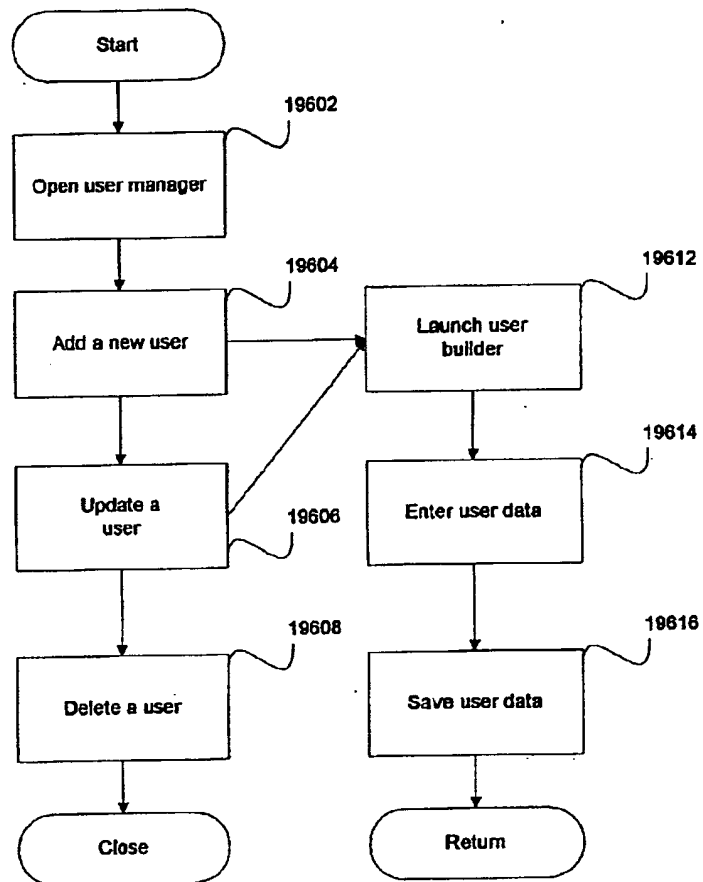 Start
19602
Open user manager
19604
Add a new user
19612
Launch user
builder
Update a
user
19606
19614
Enter user data
19608
Delete a user
19616
Save user data
Close
Return